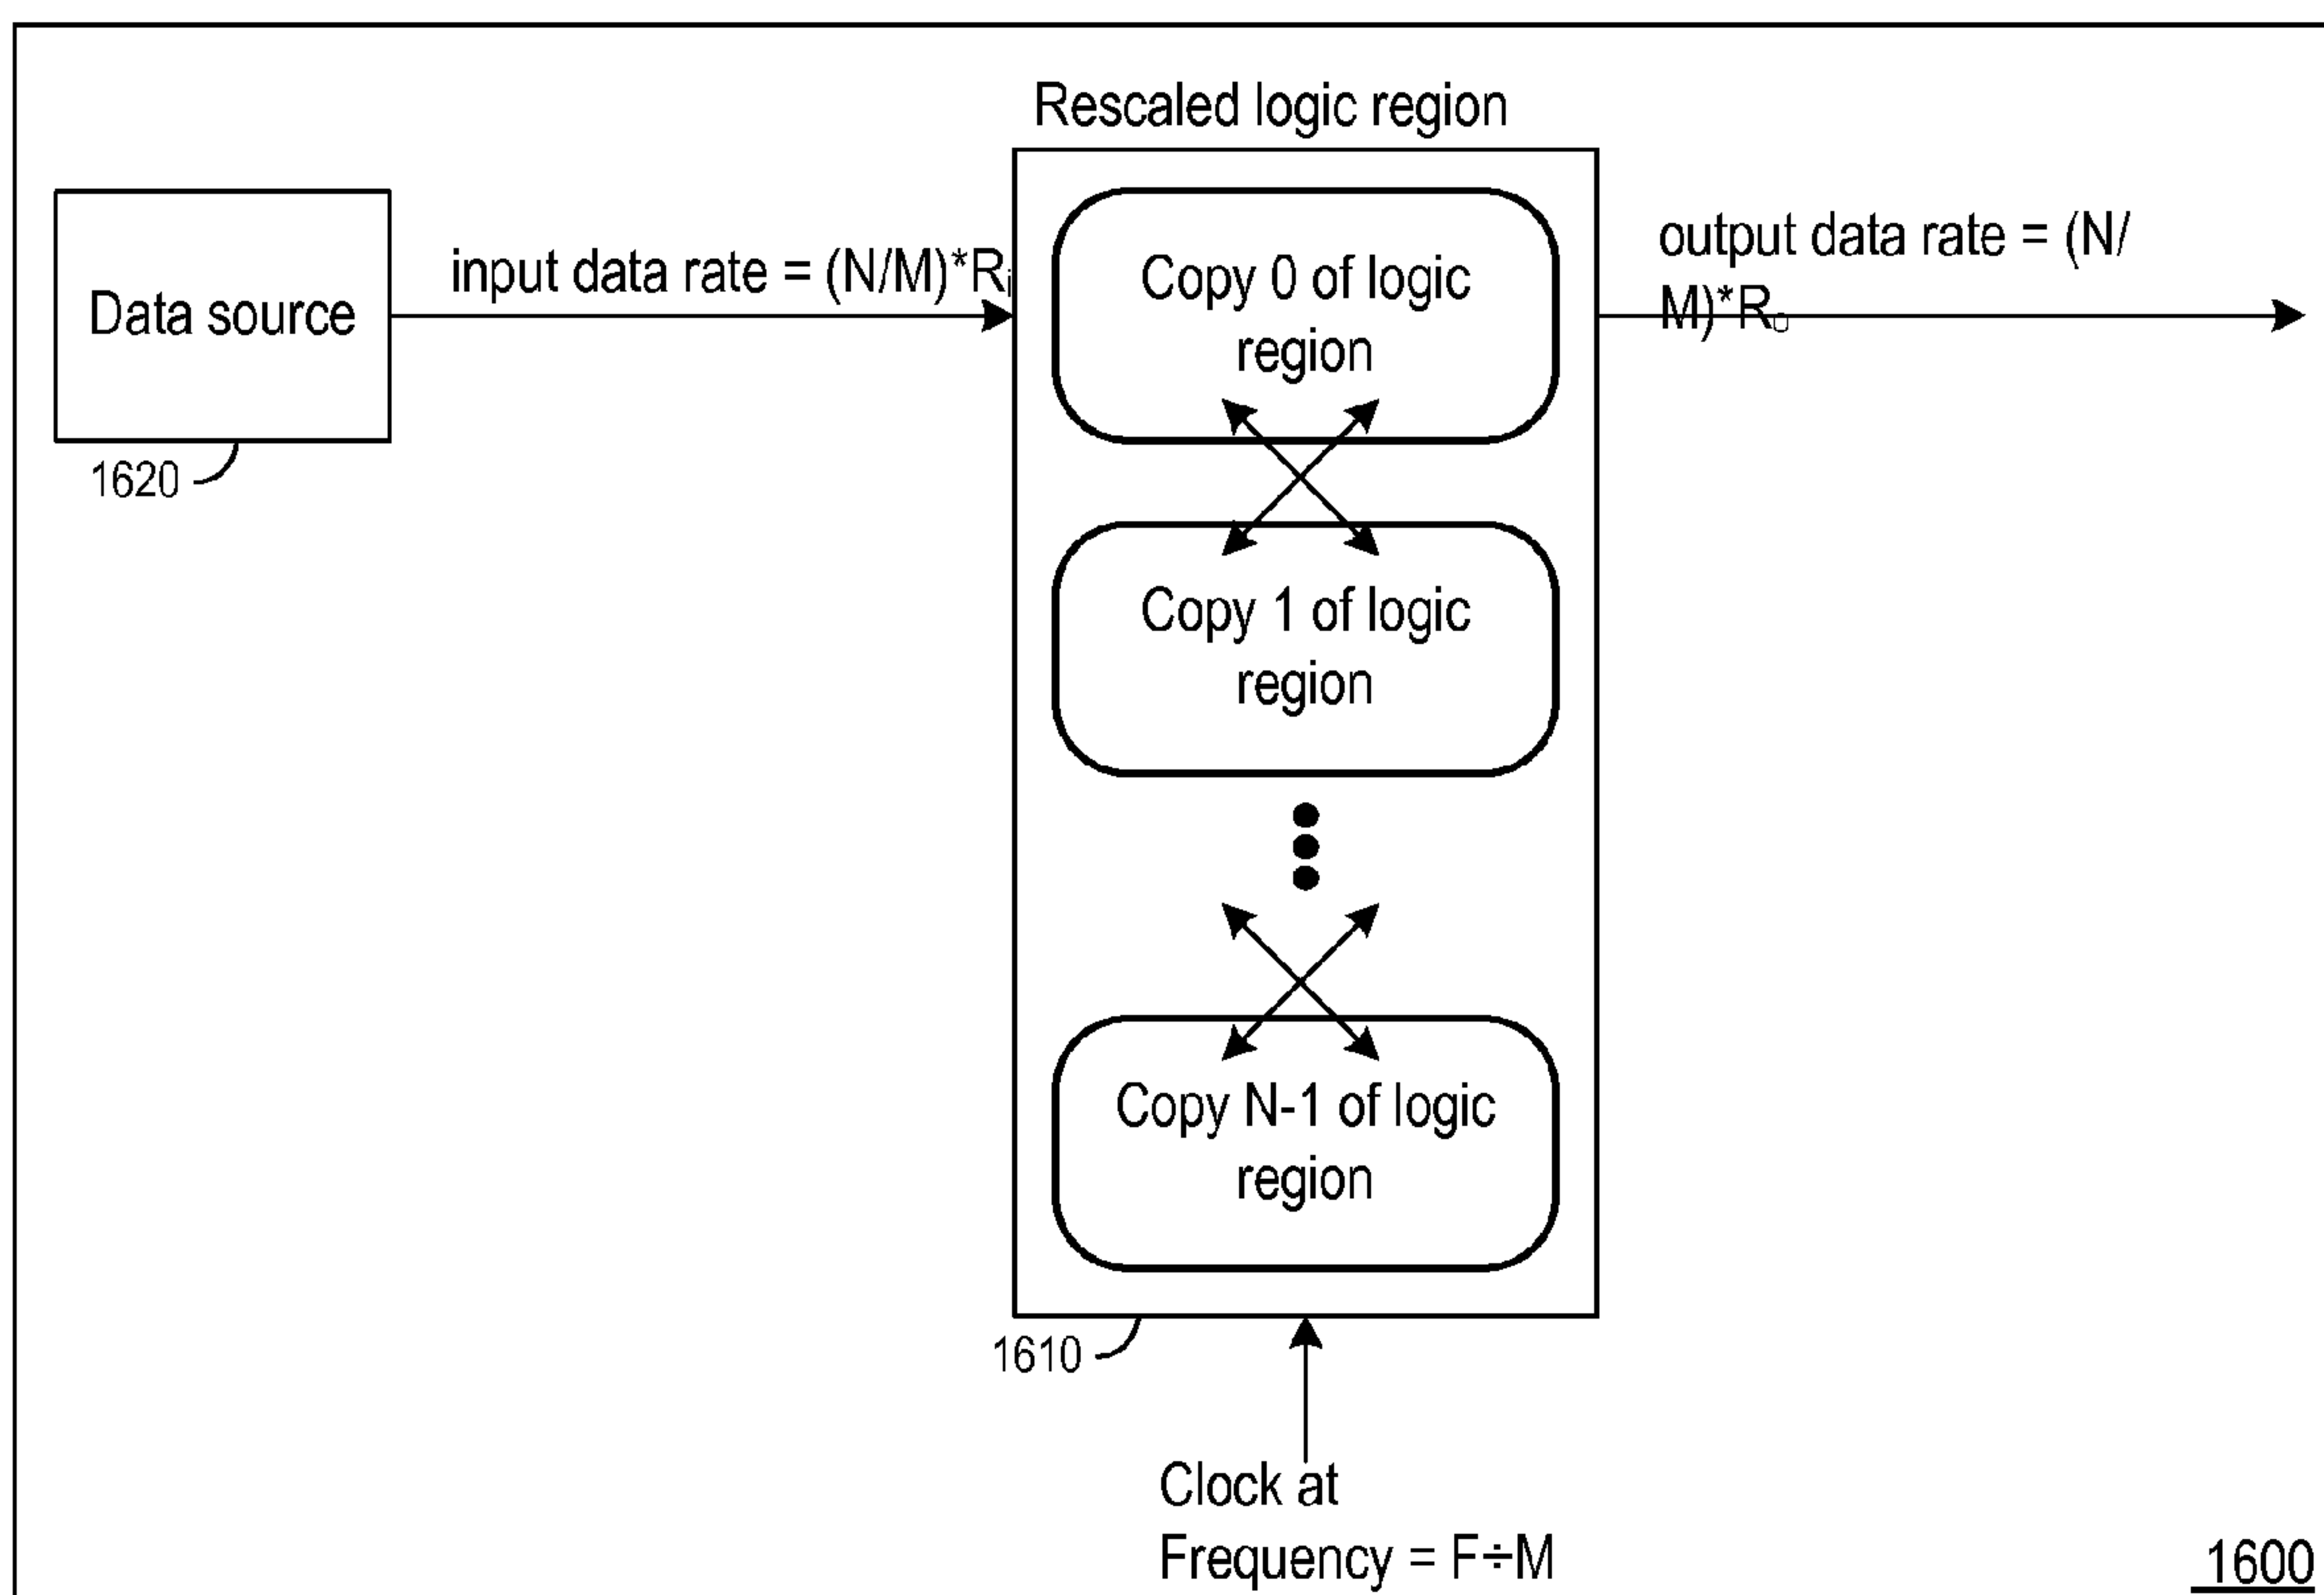 Rescaled logic region
Data source
1620
input data rate = (N/M)*Rᵢ
Copy 0 of logic
region
output data rate = (N/
M)*R₀
Copy 1 of logic
region
Copy N-1 of logic
region
1610
Clock at
Frequency = F÷M
1600